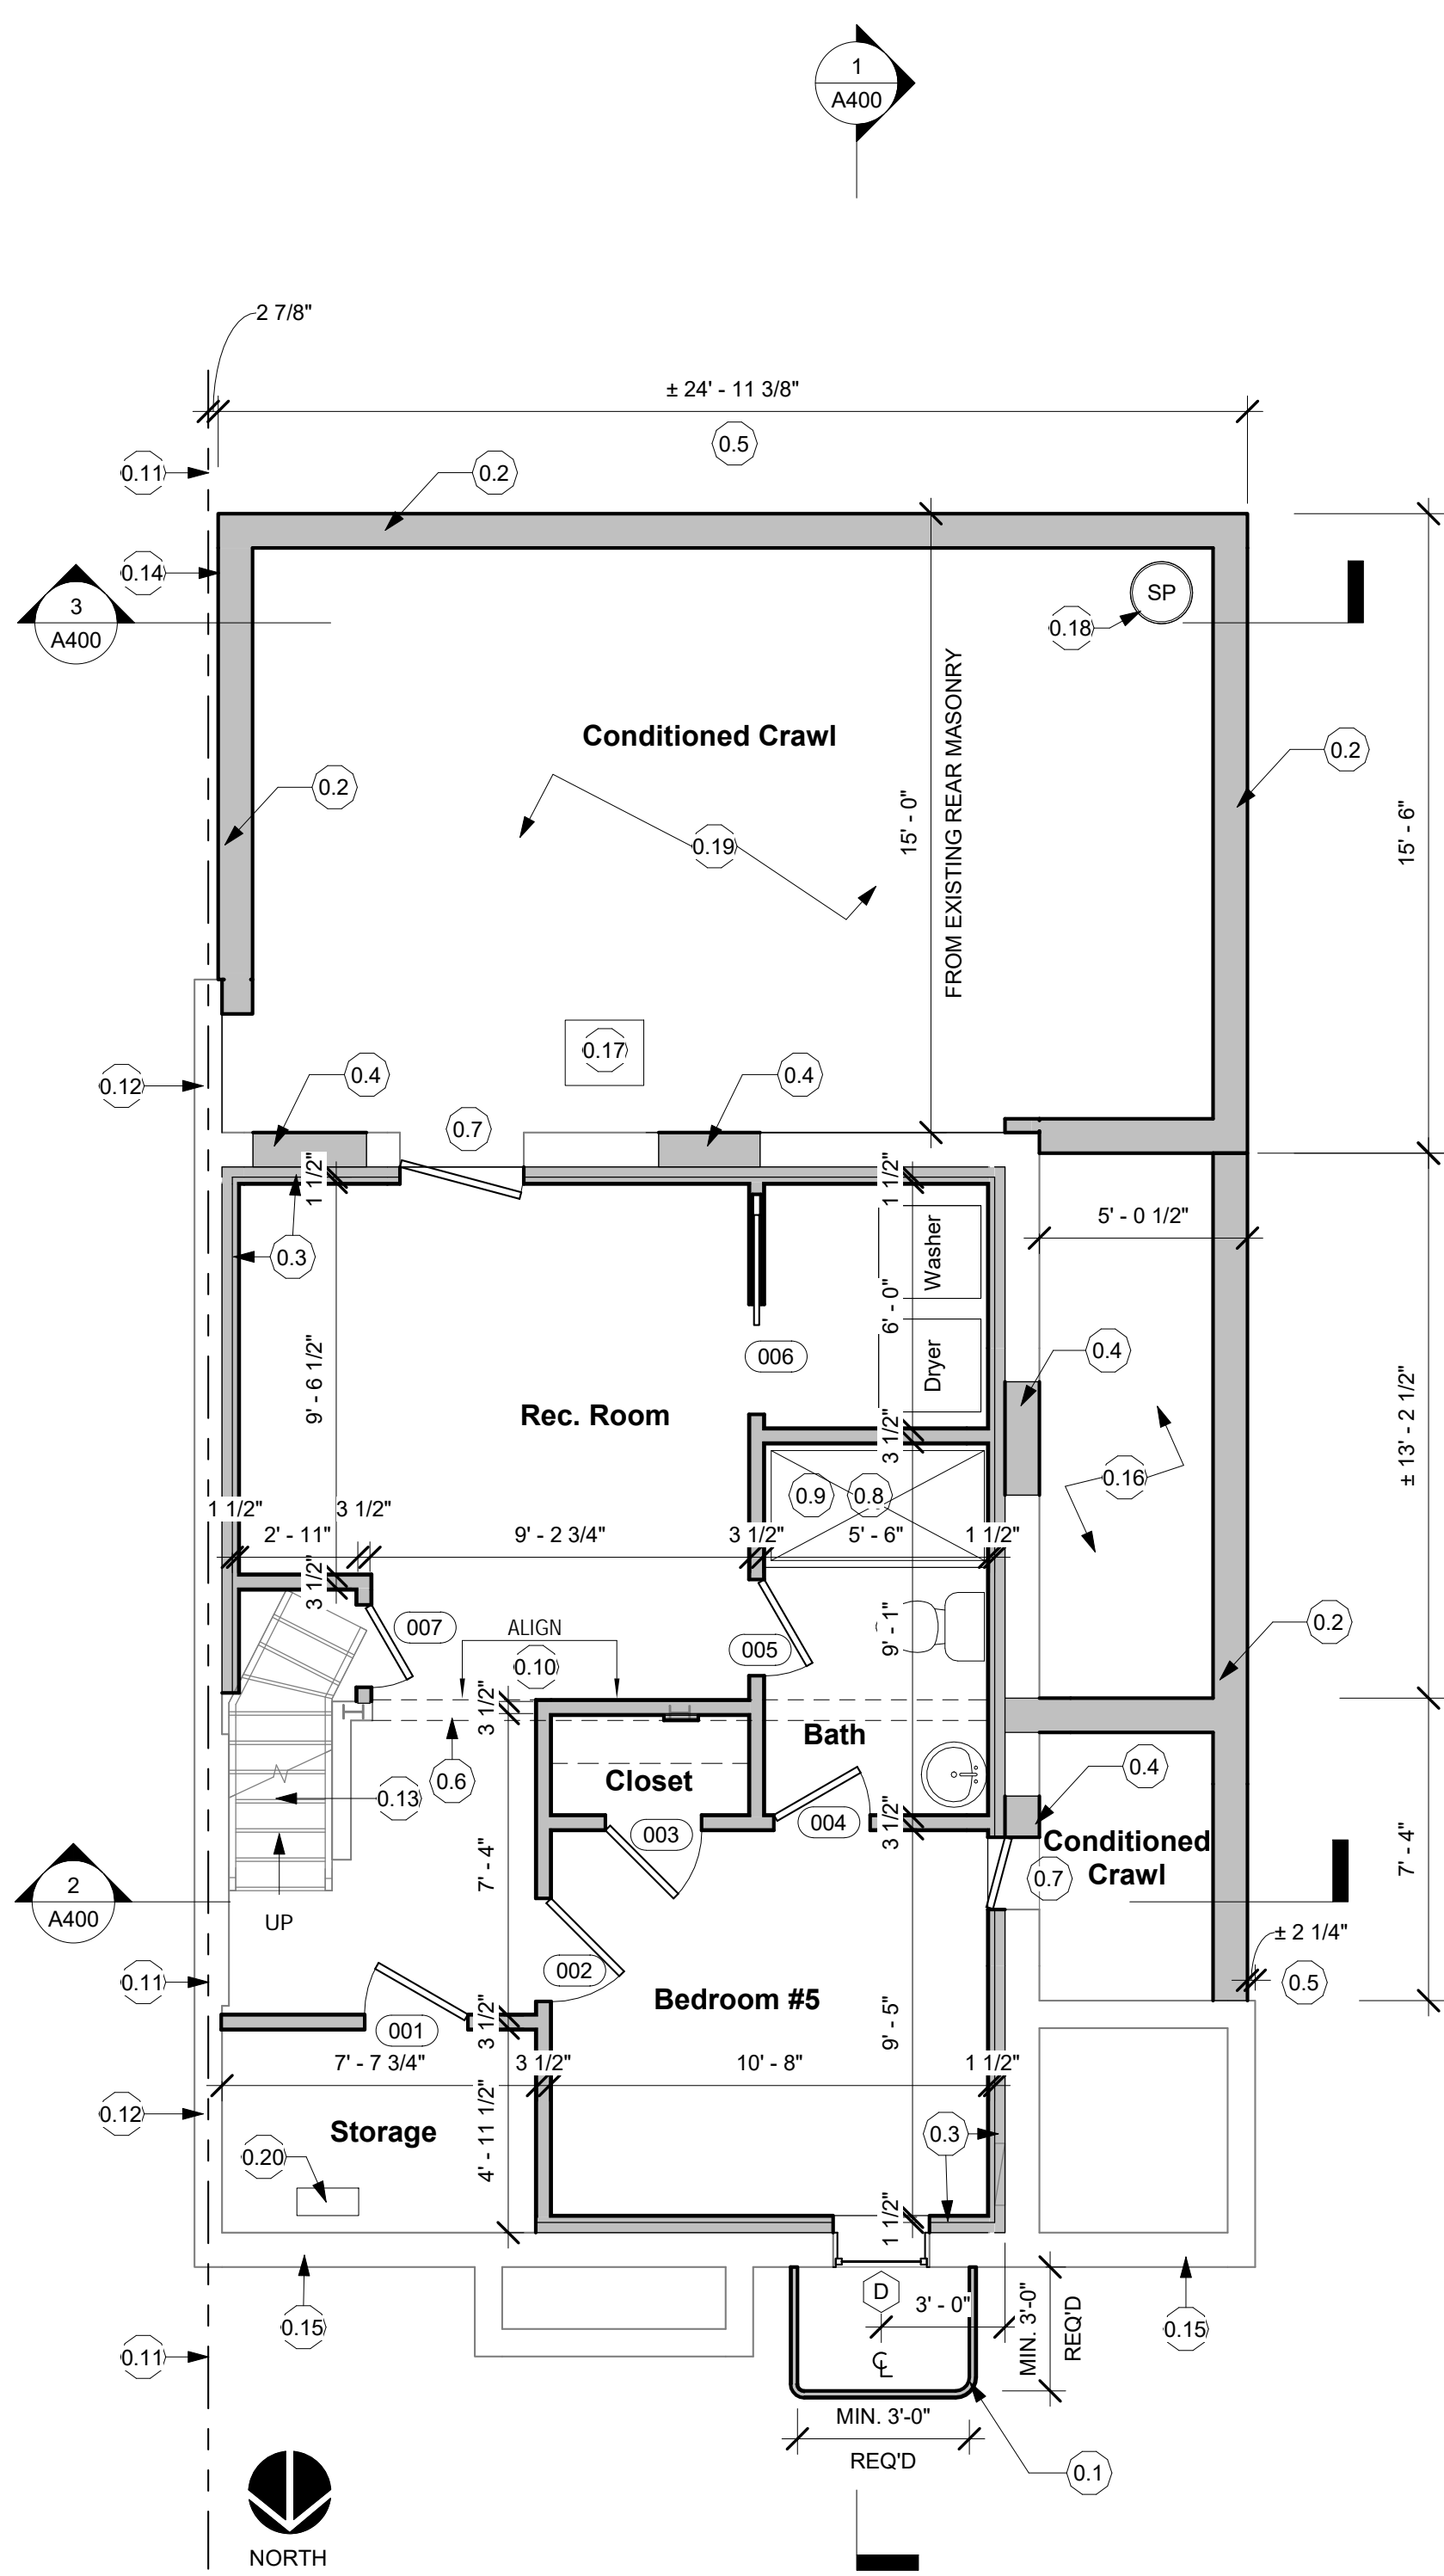 1
A400
2 7/8"
± 24' - 11 3/8"
0.5
0.11
0.2
0.14
3
A400
SP
0.18
Conditioned Crawl
0.2
0.2
0.19
15' - 0"
FROM EXISTING REAR MASONRY
15' - 6"
0.17
0.12
0.4
0.4
0.7
1 1/2"
1 1/2"
Washer
5' - 0 1/2"
0.3
6' - 0"
006
Dryer
0.4
9' - 6 1/2"
Rec. Room
± 13' - 2 1/2"
3 1/2"
0.9
0.8
0.16
1 1/2"
3 1/2"
2' - 11"
9' - 2 3/4"
3 1/2"
5' - 6"
1 1/2"
3 1/2"
007
ALIGN
0.10
005
9' - 1"
0.2
3 1/2"
Bath
0.6
Closet
0.4
0.13
003
004
3 1/2"
Conditioned
Crawl
7' - 4"
0.7
7' - 4"
2
A400
UP
± 2 1/4"
0.11
002
0.5
Bedroom #5
001
3 1/2"
9' - 5"
7' - 7 3/4"
3 1/2"
10' - 8"
1 1/2"
0.12
Storage
4' - 11 1/2"
0.3
0.20
1 1/2"
D
3' - 0"
MIN. 3'-0"
REQ'D
0.15
0.15
0.11
CL
MIN. 3'-0"
REQ'D
0.1
NORTH